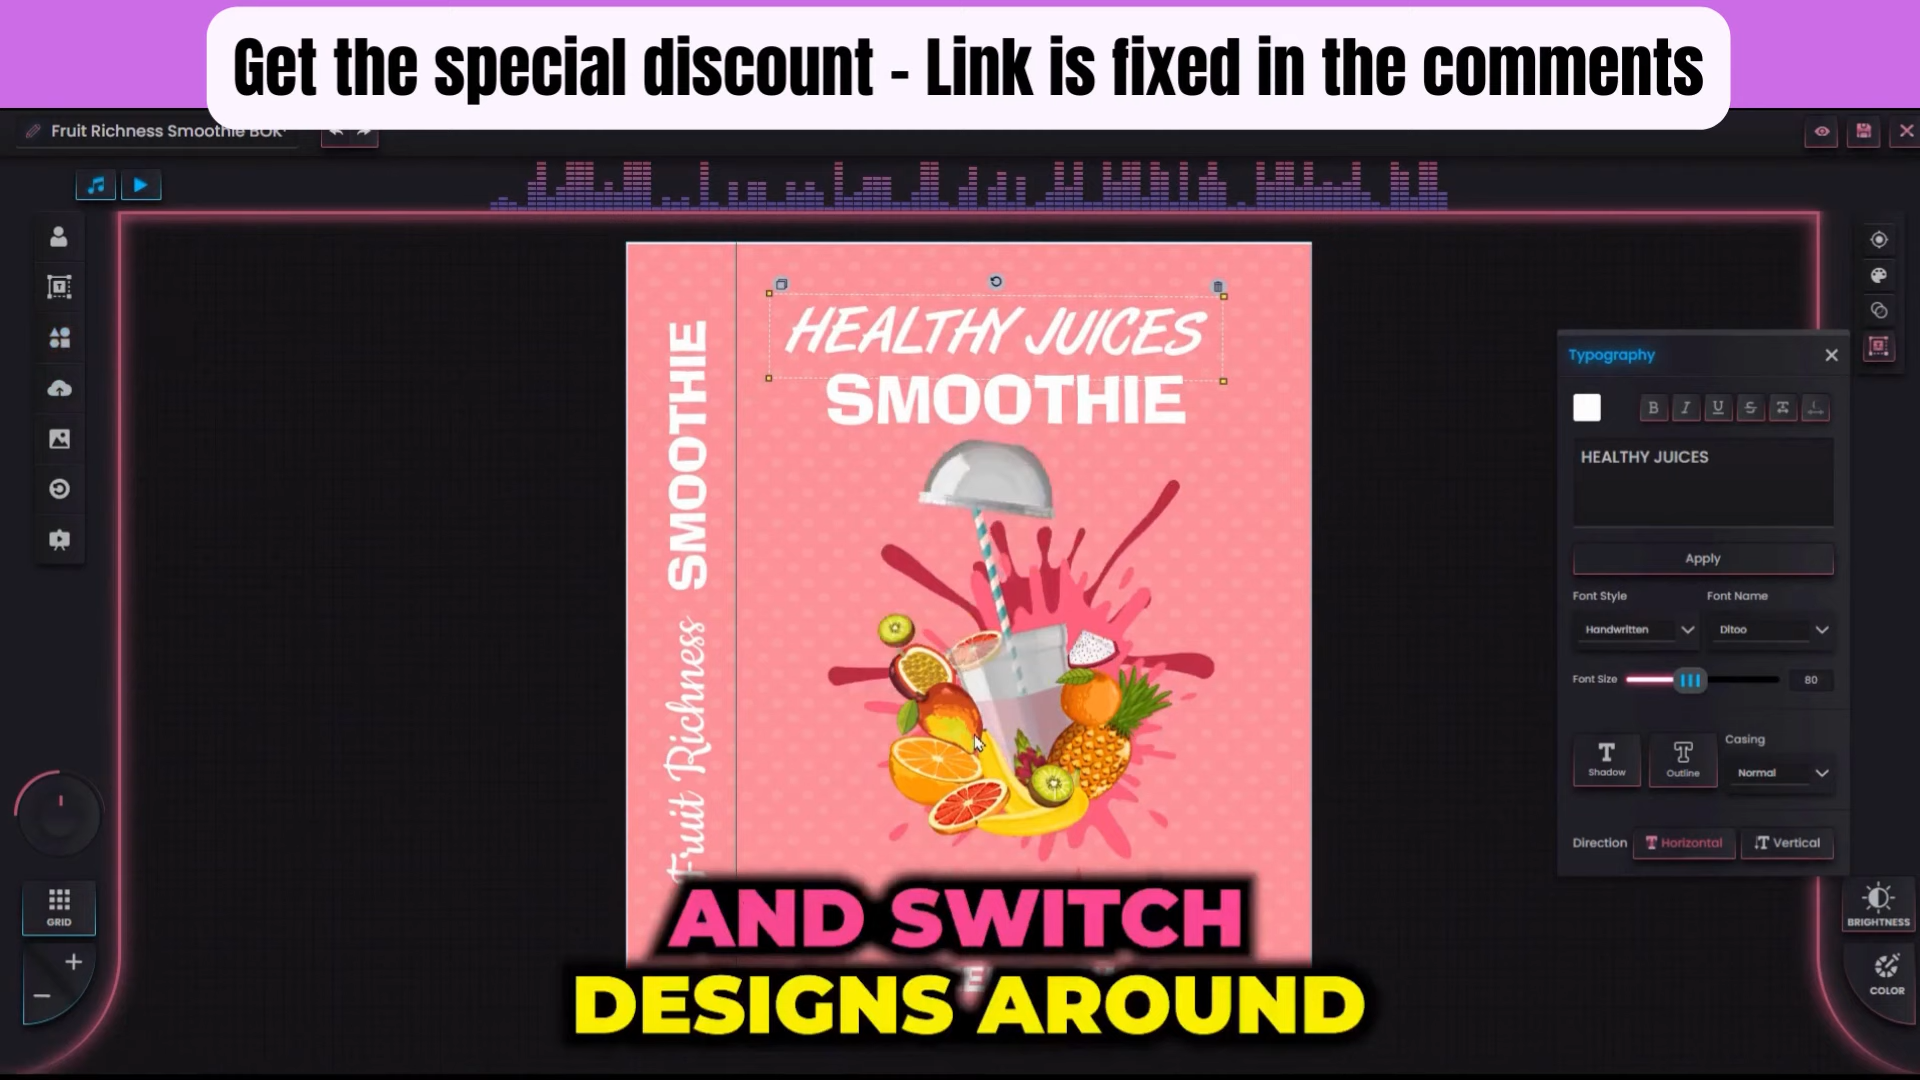 Get the special discount - Link is fixed in the comments
Fruit Richness Smoothie BOK
HEALTHY JUICES
SMOOTHIE
Fruit Richness SMOOTHIE
Typography
B I U S
HEALTHY JUICES
Apply
Font Style Font Name
Handwritten Ditoo
Font Size 80
Casing
Shadow Outline Normal
Direction Horizontal Vertical
GRID
BRIGHTNESS
COLOR
AND SWITCH
DESIGNS AROUND